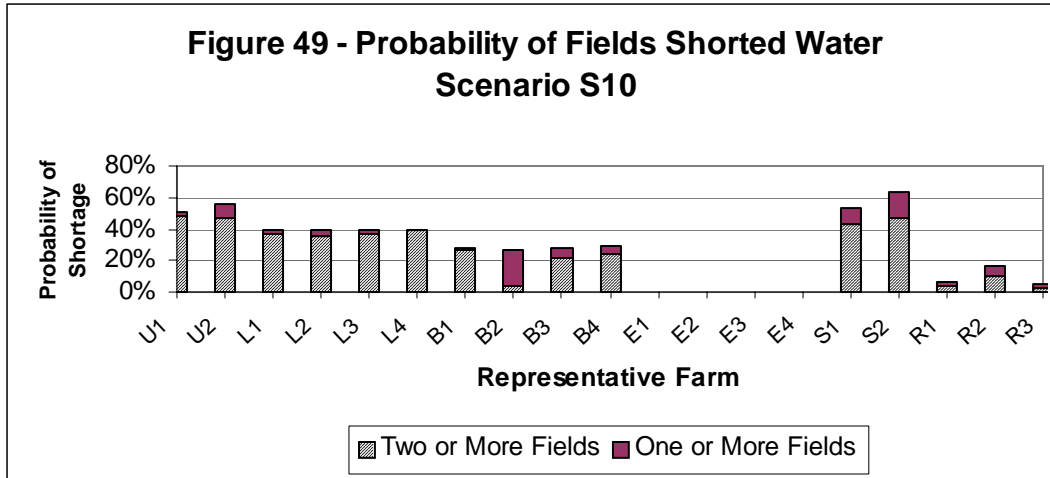 Figure 49 - Probability of Fields Shorted Water
Scenario S10
Probability of
Shortage
80%
60%
40%
20%
0%
U1 U2 L1 L2 L3 L4 B1 B2 B3 B4 E1 E2 E3 E4 S1 S2 R1 R2 R3
Representative Farm
Two or More Fields One or More Fields